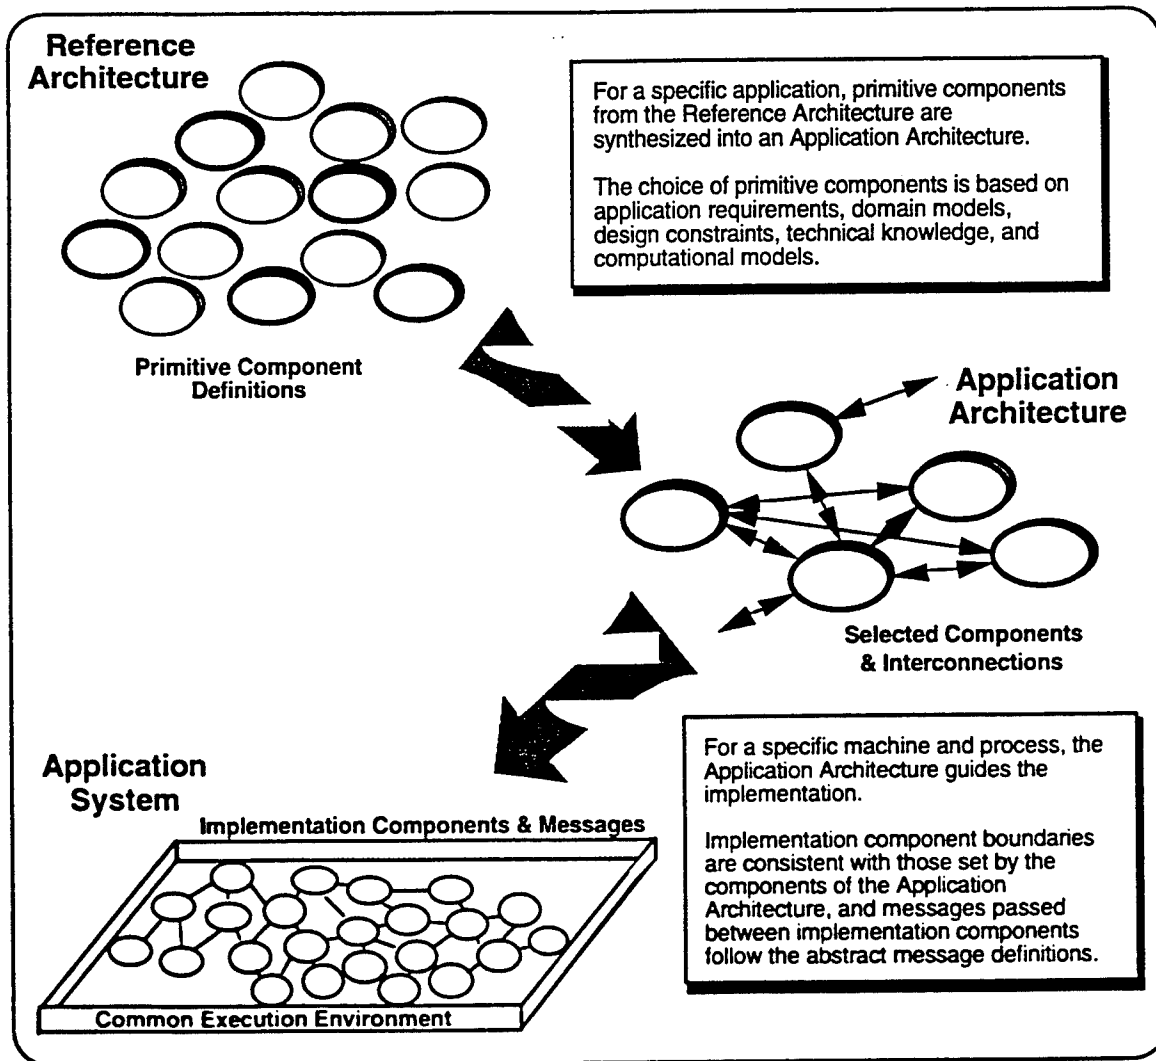 Reference
Architecture
For a specific application, primitive components
from the Reference Architecture are
synthesized into an Application Architecture.
The choice of primitive components is based on
application requirements, domain models,
design constraints, technical knowledge, and
computational models.
Primitive Component
Definitions
Application
Architecture
Selected Components
& Interconnections
For a specific machine and process, the
Application Architecture guides the
implementation.
Implementation component boundaries
are consistent with those set by the
components of the Application
Architecture, and messages passed
between implementation components
follow the abstract message definitions.
Application
System
Implementation Components & Messages
Common Execution Environment